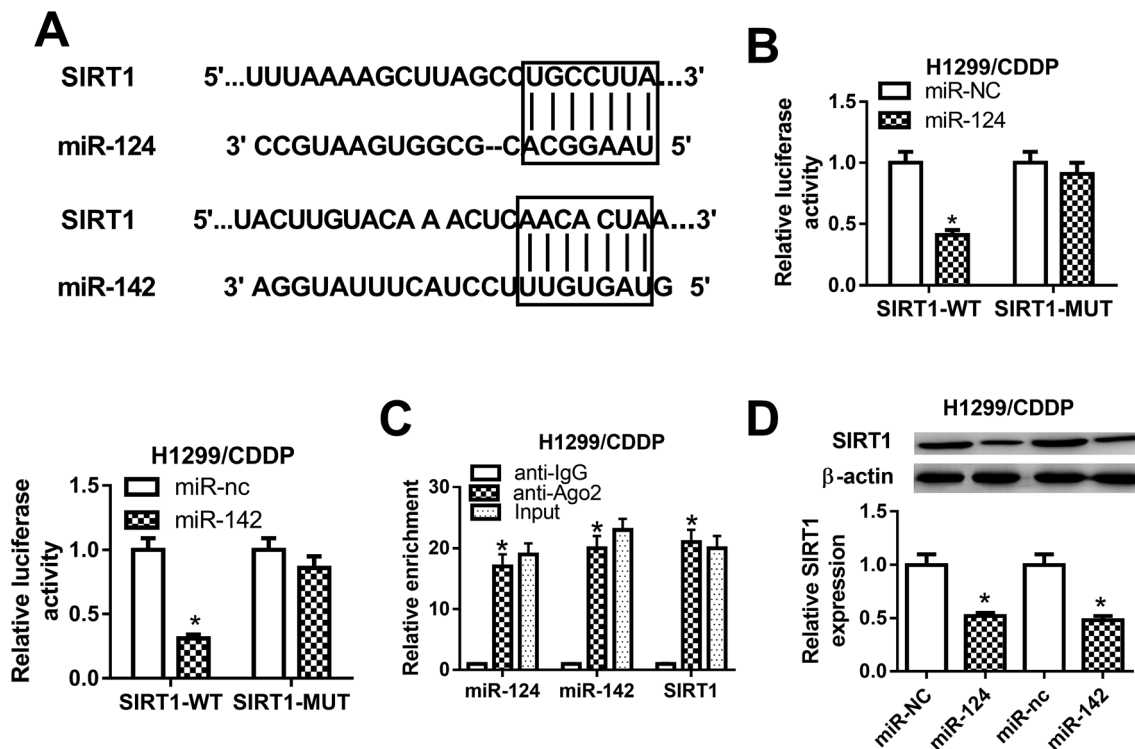 A
SIRT1 5'...UUUAAAAGCUUAGCCUGCCUUA...3'
miR-124 3' CCGUAAGUGGCG--CACGGAAU 5'
SIRT1 5'...UACUUGUACA A ACUCAACA CUAA...3'
miR-142 3' AGGUAUUUCAUCCUUUGUGAUG 5'
B
H1299/CDDP
miR-NC
miR-124
Relative luciferase
activity
1.5
1.0
0.5
0.0
SIRT1-WT SIRT1-MUT
*
H1299/CDDP
miR-nc
miR-142
Relative luciferase
activity
1.5
1.0
0.5
0.0
SIRT1-WT SIRT1-MUT
*
C
H1299/CDDP
anti-IgG
anti-Ago2
Input
Relative enrichment
30
20
10
0
* * *
miR-124 miR-142 SIRT1
D
H1299/CDDP
SIRT1
β-actin
Relative SIRT1
expression
1.5
1.0
0.5
0.0
* *
miR-NC miR-124 miR-nc miR-142